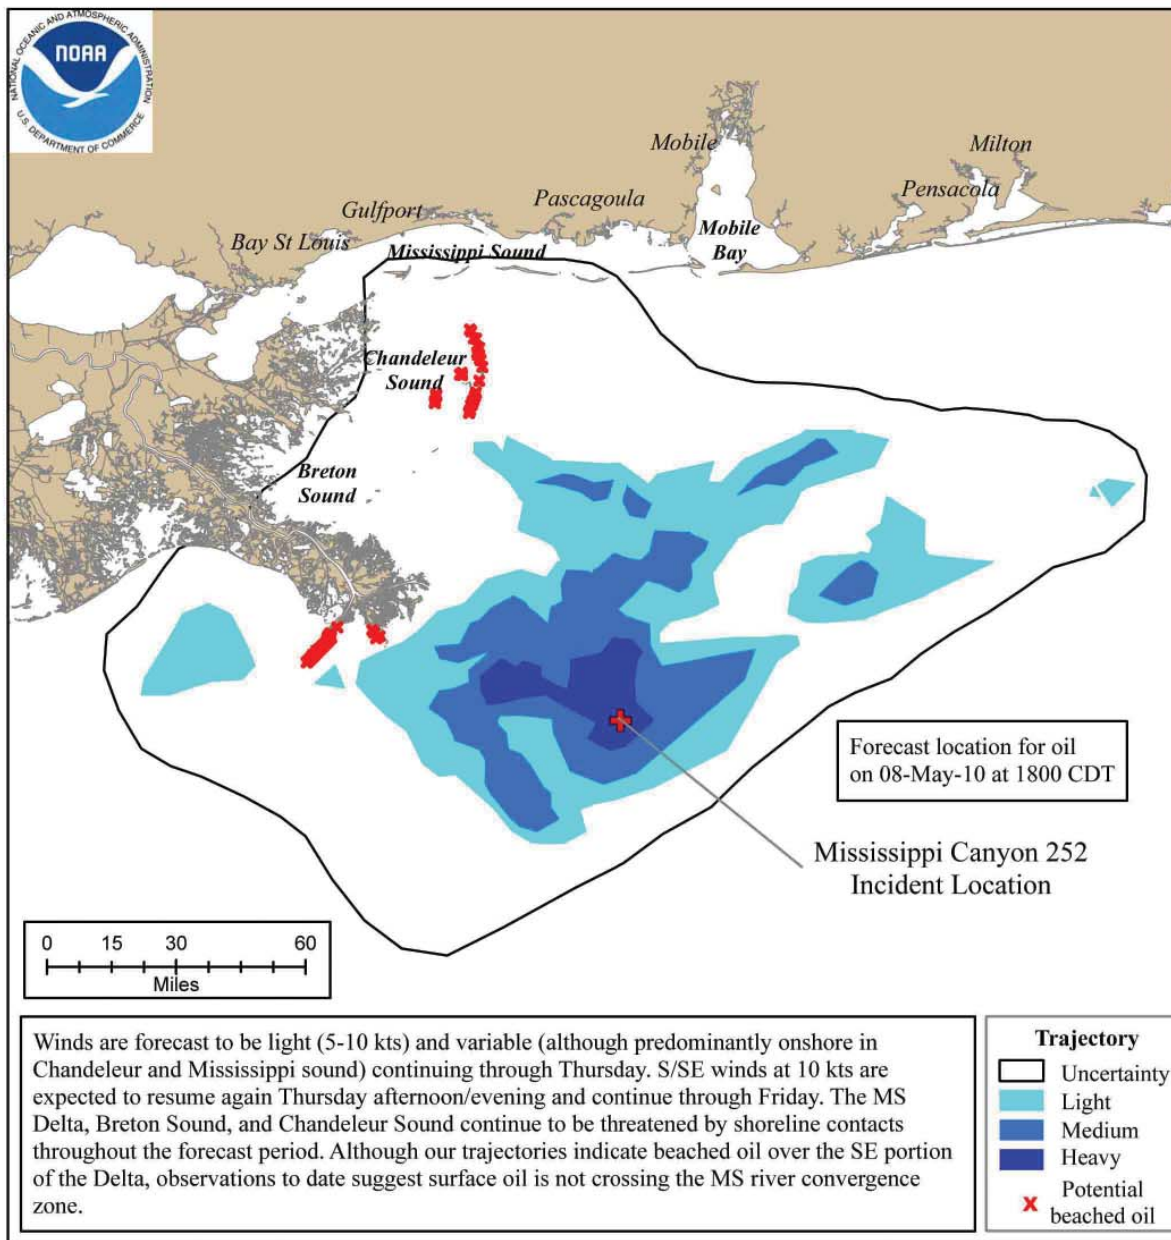 NATIONAL OCEANIC AND ATMOSPHERIC ADMINISTRATION
NOAA
U.S. DEPARTMENT OF COMMERCE
Mobile
Milton
Pensacola
Pascagoula
Gulfport
Bay St Louis
Mobile
Bay
Mississippi Sound
Chandeleur
Sound
Breton
Sound
Forecast location for oil
on 08-May-10 at 1800 CDT
Mississippi Canyon 252
Incident Location
0 15 30 60
Miles
Winds are forecast to be light (5-10 kts) and variable (although predominantly onshore in
Chandeleur and Mississippi sound) continuing through Thursday. S/SE winds at 10 kts are
expected to resume again Thursday afternoon/evening and continue through Friday. The MS
Delta, Breton Sound, and Chandeleur Sound continue to be threatened by shoreline contacts
throughout the forecast period. Although our trajectories indicate beached oil over the SE portion
of the Delta, observations to date suggest surface oil is not crossing the MS river convergence
zone.
Trajectory
Uncertainty
Light
Medium
Heavy
x Potential
beached oil